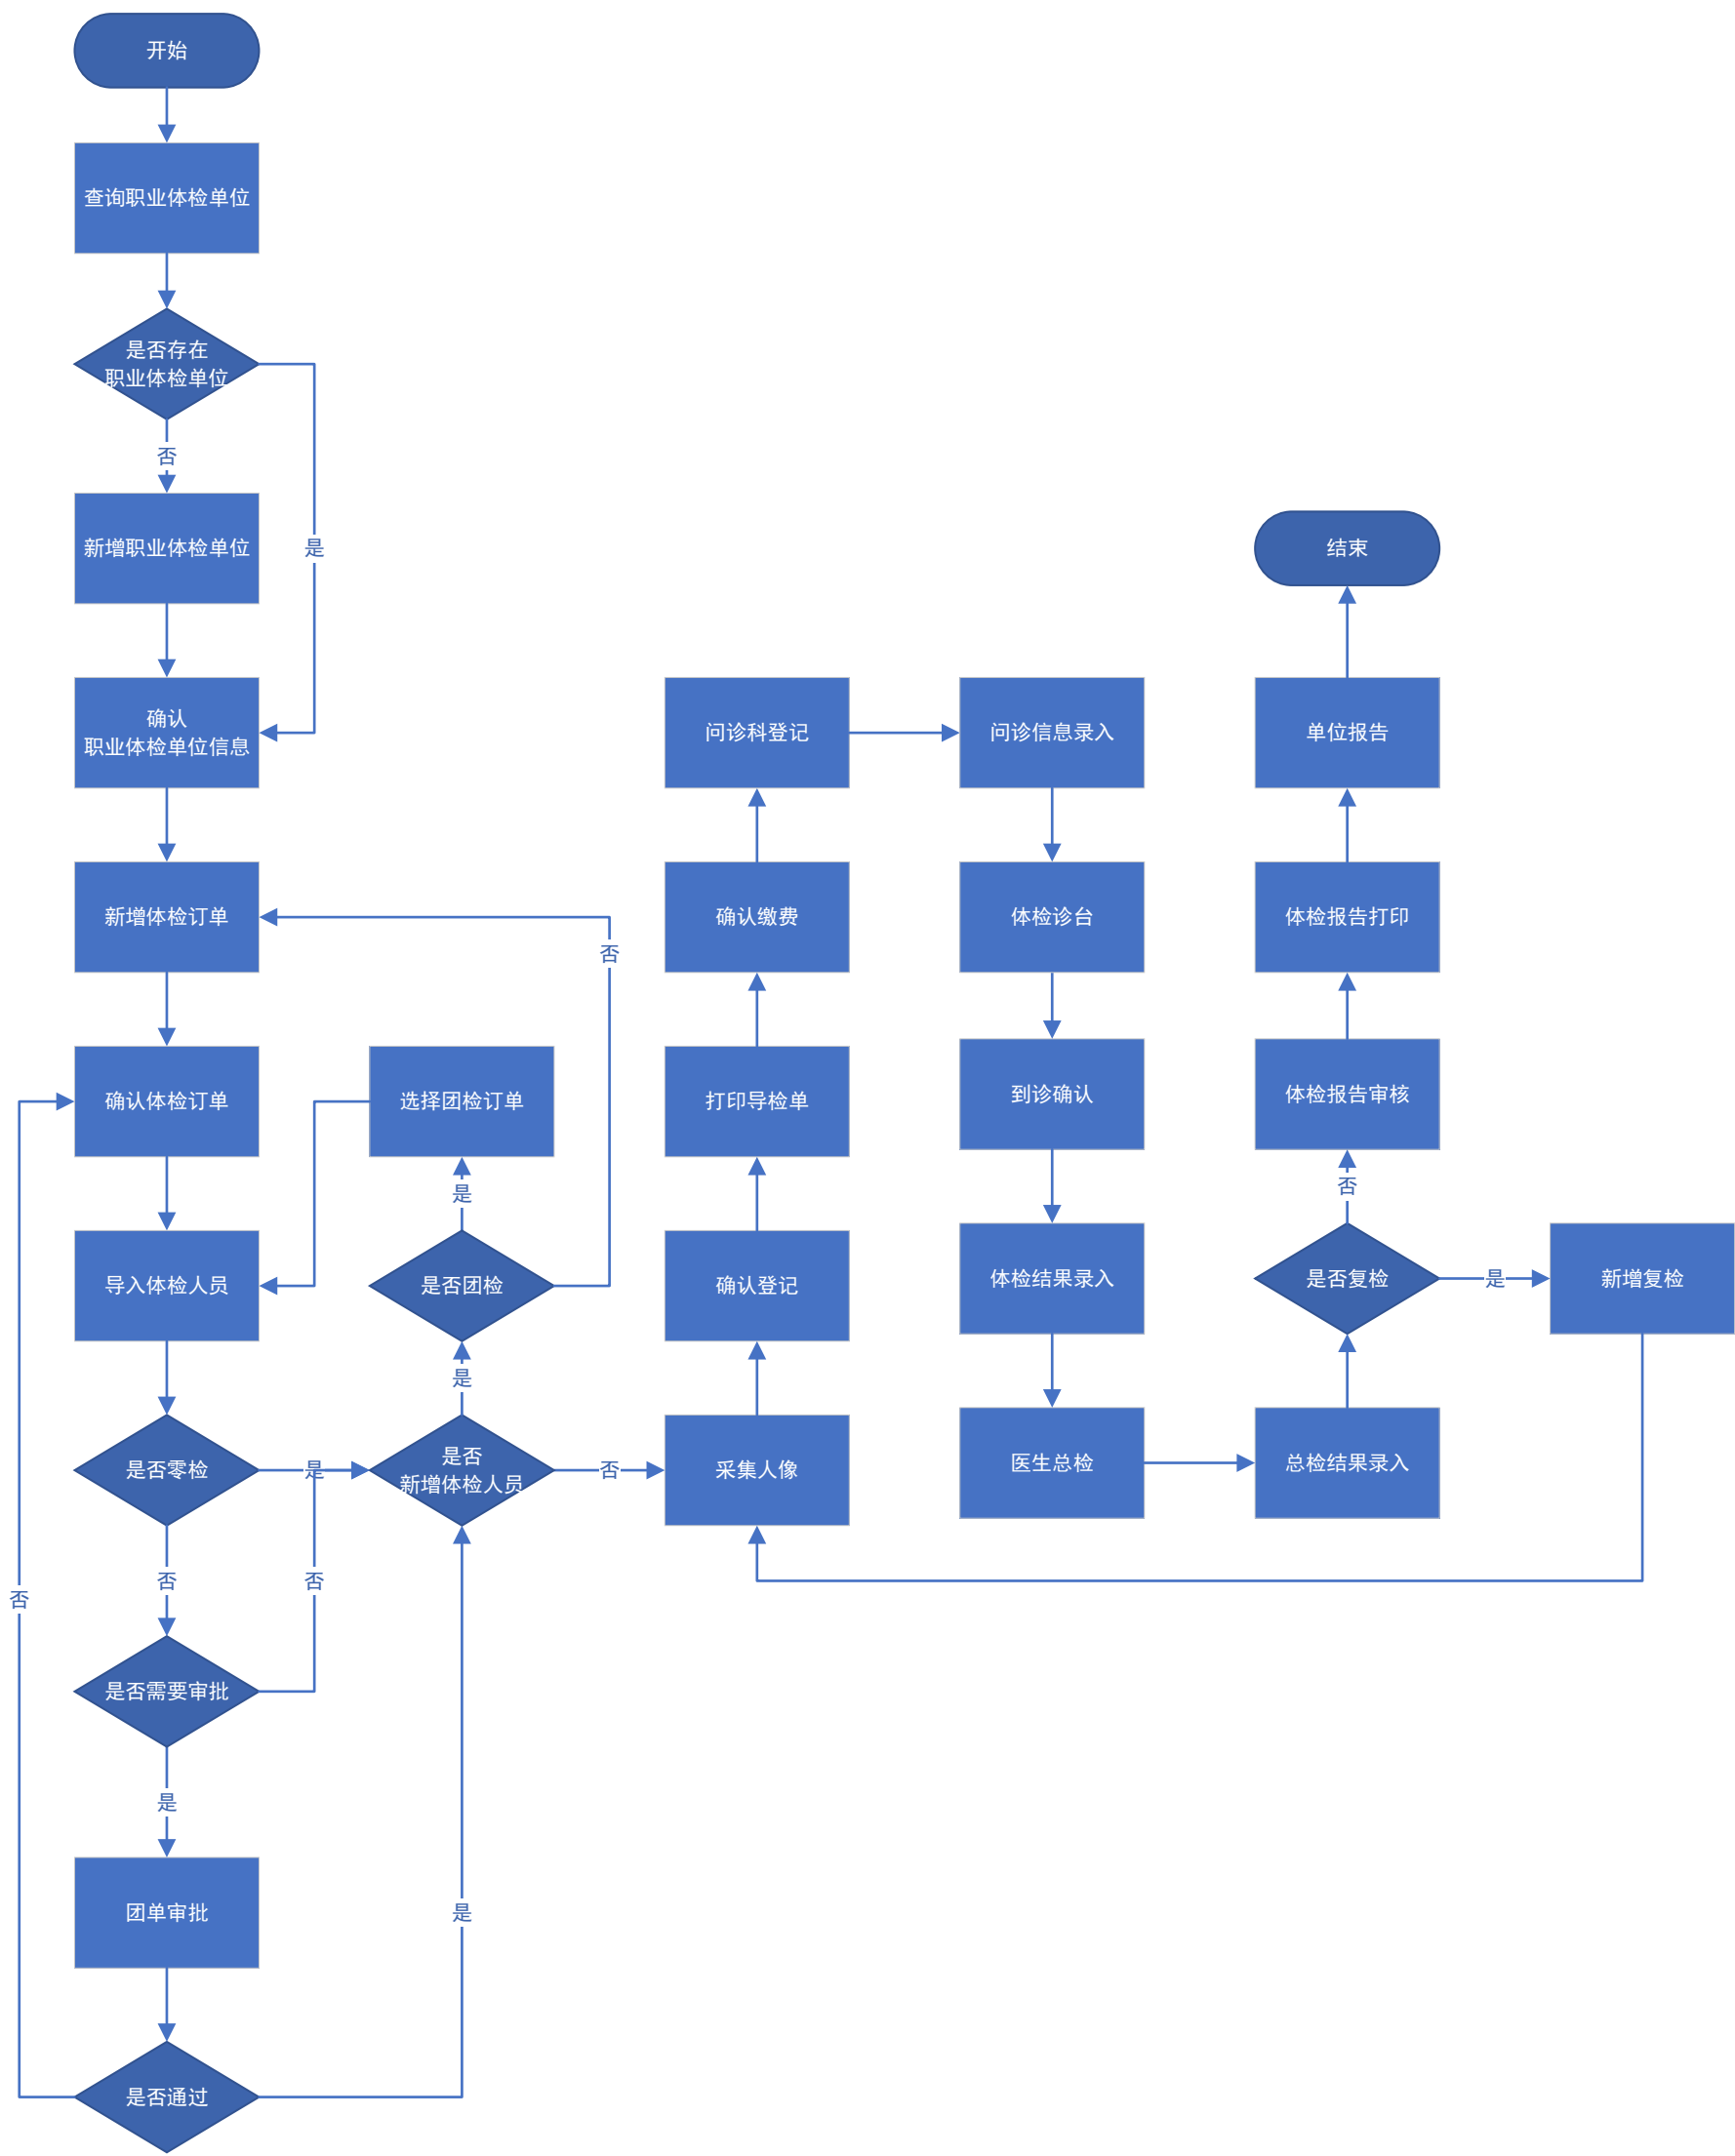 开始
查询职业体检单位
是否存在
职业体检单位
否
是
新增职业体检单位
确认
职业体检单位信息
新增体检订单
否
确认体检订单
选择团检订单
是
导入体检人员
是否团检
是
是否零检
是
是否
新增体检人员
否
否
否
否
是否需要审批
是
团单审批
是
是否通过
问诊科登记
确认缴费
打印导检单
确认登记
采集人像
问诊信息录入
体检诊台
到诊确认
体检结果录入
医生总检
结束
单位报告
体检报告打印
体检报告审核
否
是否复检
是
新增复检
总检结果录入